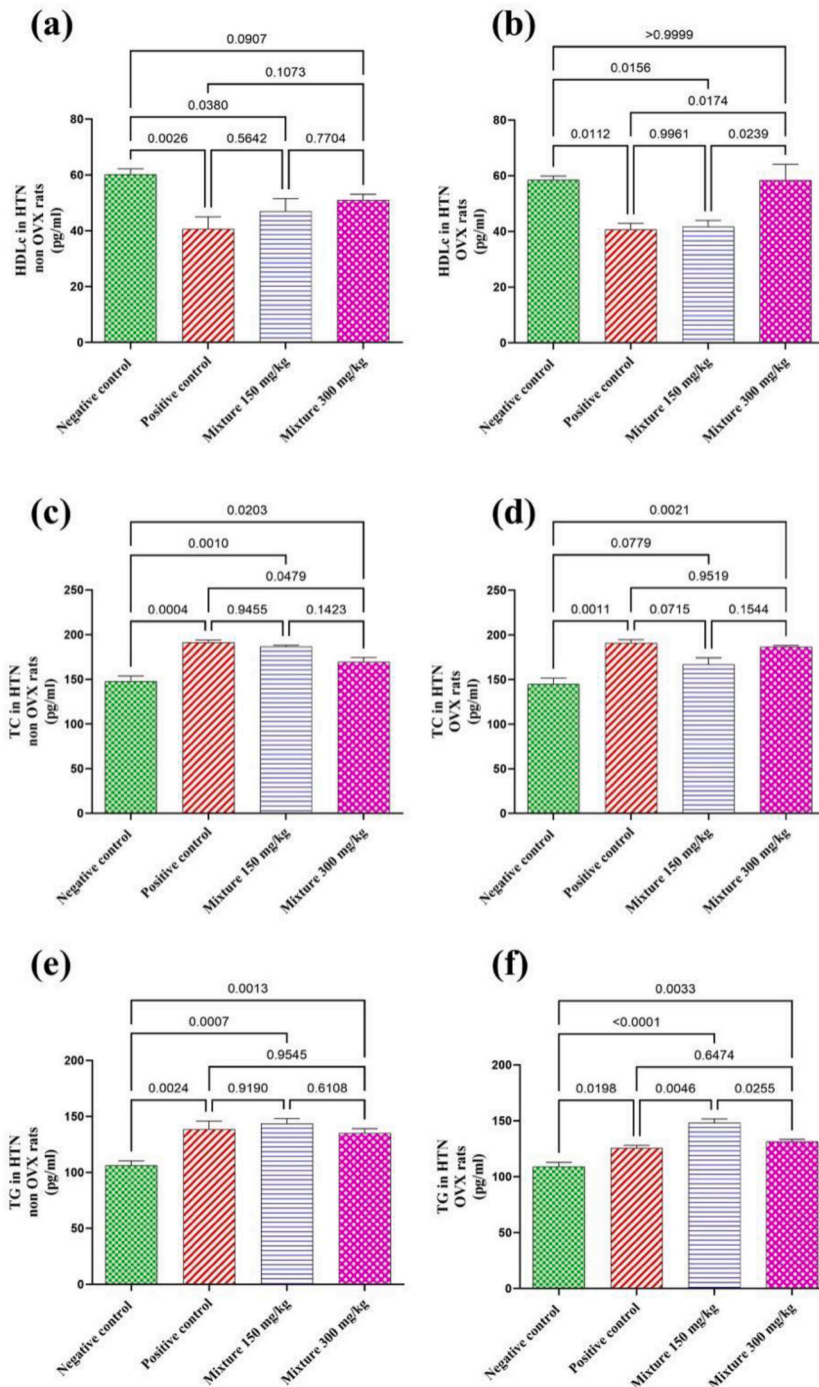 (a)
0.0907
0.1073
0.0380
0.0026 0.5642 0.7704
80
60
40
20
0
HDLc in HTN
non OVX rats
(pg/ml)
Negative control
Positive control
Mixture 150 mg/kg
Mixture 300 mg/kg
(b)
>0.9999
0.0156
0.0174
0.0112 0.9961 0.0239
80
60
40
20
0
HDLc in HTN
OVX rats
(pg/ml)
Negative control
Positive control
Mixture 150 mg/kg
Mixture 300 mg/kg
(c)
0.0203
0.0010
0.0479
0.0004 0.9455 0.1423
250
200
150
100
50
0
TC in HTN
non OVX rats
(pg/ml)
Negative control
Positive control
Mixture 150 mg/kg
Mixture 300 mg/kg
(d)
0.0021
0.0779
0.9519
0.0011 0.0715 0.1544
250
200
150
100
50
0
TC in HTN
OVX rats
(pg/ml)
Negative control
Positive control
Mixture 150 mg/kg
Mixture 300 mg/kg
(e)
0.0013
0.0007
0.9545
0.0024 0.9190 0.6108
200
150
100
50
0
TG in HTN
non OVX rats
(pg/ml)
Negative control
Positive control
Mixture 150 mg/kg
Mixture 300 mg/kg
(f)
0.0033
<0.0001
0.6474
0.0198 0.0046 0.0255
200
150
100
50
0
TG in HTN
OVX rats
(pg/ml)
Negative control
Positive control
Mixture 150 mg/kg
Mixture 300 mg/kg